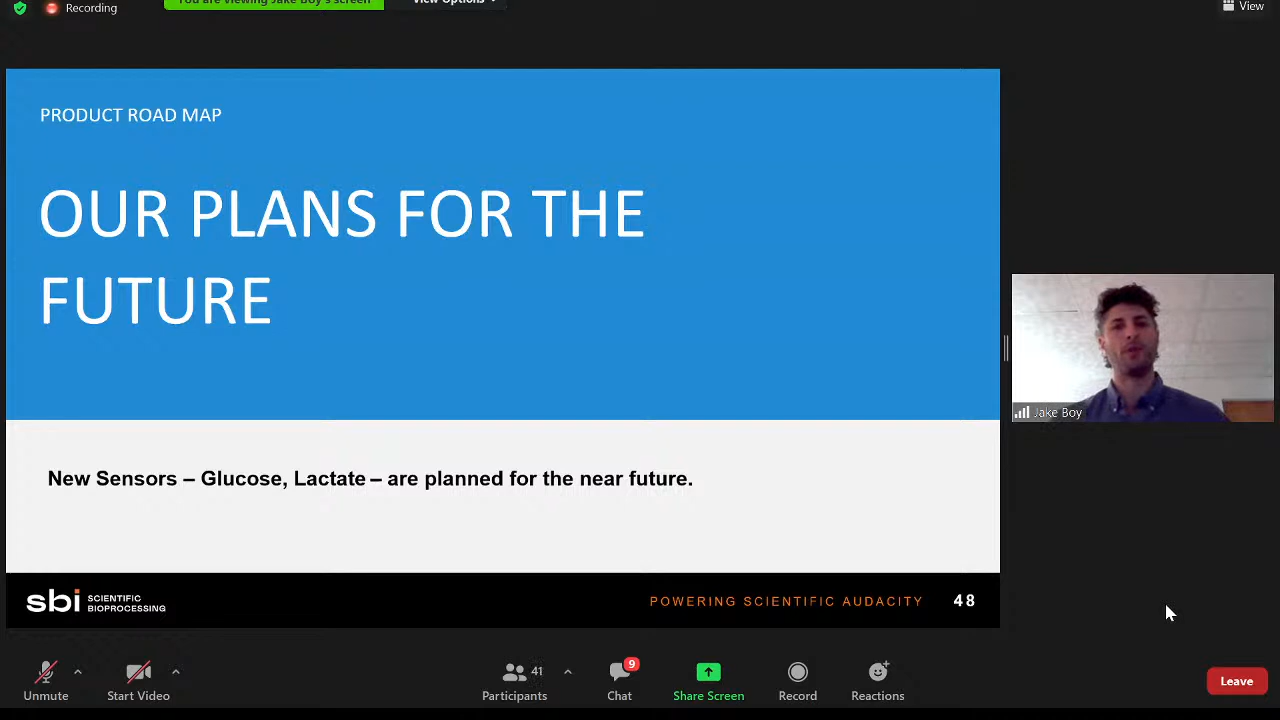 Recording
You are viewing Jake Boy's screen
View Options
View
PRODUCT ROAD MAP
OUR PLANS FOR THE
FUTURE
Jake Boy
New Sensors – Glucose, Lactate – are planned for the near future.
sbi SCIENTIFIC
BIOPROCESSING
POWERING SCIENTIFIC AUDACITY 48
41
9
Unmute
Start Video
Participants
Chat
Share Screen
Record
Reactions
Leave